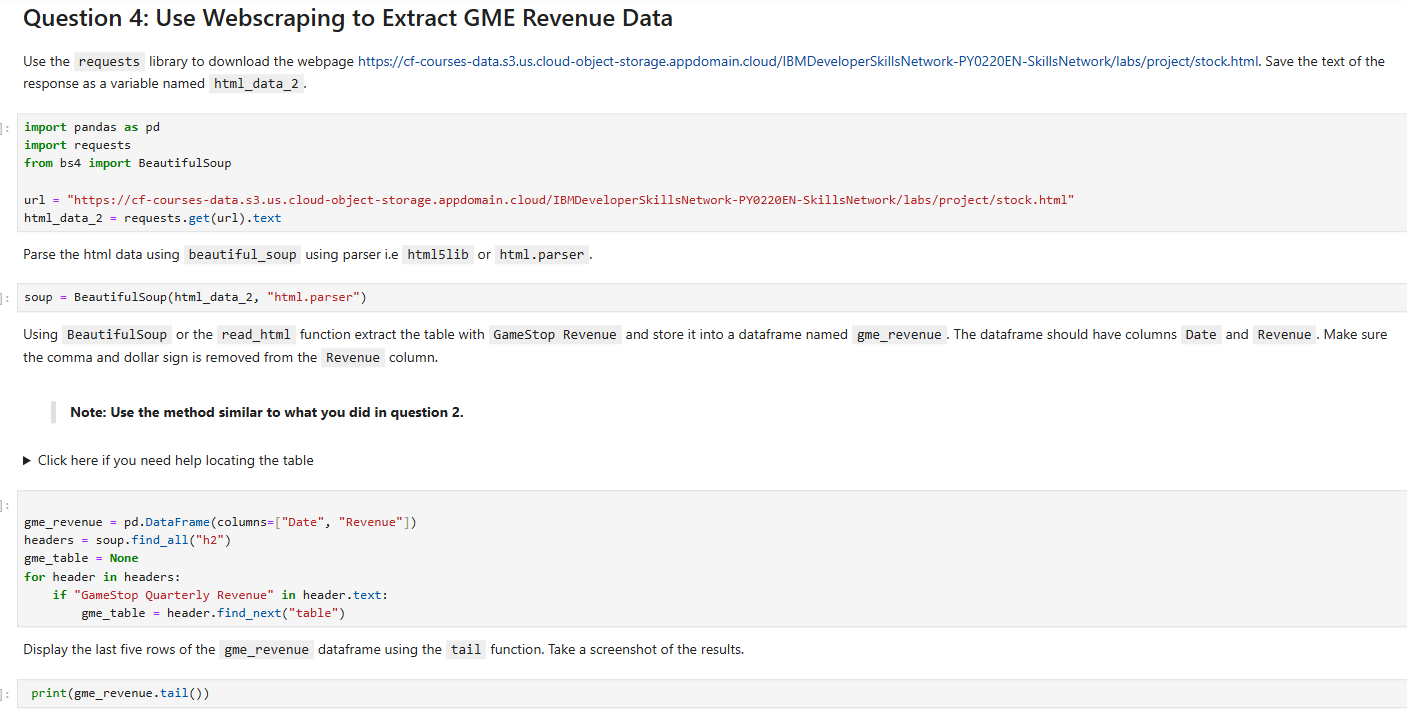 Question 4: Use Webscraping to Extract GME Revenue Data
Use the requests library to download the webpage https://cf-courses-data.s3.us.cloud-object-storage.appdomain.cloud/IBMDeveloperSkillsNetwork-PY0220EN-SkillsNetwork/labs/project/stock.html. Save the text of the
response as a variable named html_data_2.
]:
import pandas as pd
import requests
from bs4 import BeautifulSoup
url = "https://cf-courses-data.s3.us.cloud-object-storage.appdomain.cloud/IBMDeveloperSkillsNetwork-PY0220EN-SkillsNetwork/labs/project/stock.html"
html_data_2 = requests.get(url).text
Parse the html data using beautiful_soup using parser i.e html5lib or html.parser.
]:
soup = BeautifulSoup(html_data_2, "html.parser")
Using BeautifulSoup or the read_html function extract the table with GameStop Revenue and store it into a dataframe named gme_revenue. The dataframe should have columns Date and Revenue. Make sure
the comma and dollar sign is removed from the Revenue column.
Note: Use the method similar to what you did in question 2.
▶ Click here if you need help locating the table
]:
gme_revenue = pd.DataFrame(columns=["Date", "Revenue"])
headers = soup.find_all("h2")
gme_table = None
for header in headers:
    if "GameStop Quarterly Revenue" in header.text:
        gme_table = header.find_next("table")
Display the last five rows of the gme_revenue dataframe using the tail function. Take a screenshot of the results.
]:
print(gme_revenue.tail())